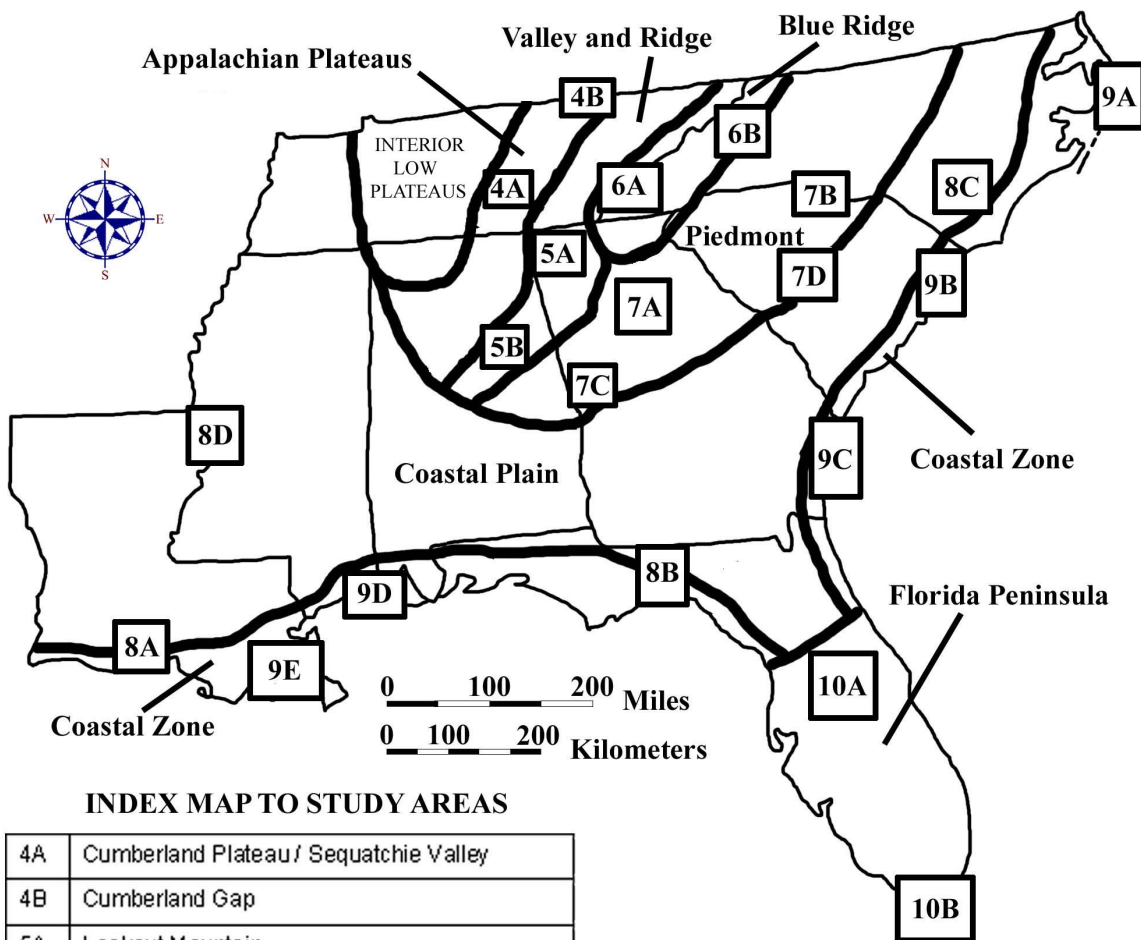 Blue Ridge
Valley and Ridge
Appalachian Plateaus
4B
9A
6B
INTERIOR
LOW
PLATEAUS
N
W
E
S
4A
6A
7B
8C
Piedmont
5A
7D
9B
7A
5B
7C
8D
9C
Coastal Plain
Coastal Zone
8B
9D
Florida Peninsula
8A
9E
10A
0 100 200
Miles
0 100 200
Kilometers
Coastal Zone
INDEX MAP TO STUDY AREAS
4A Cumberland Plateau / Sequatchie Valley
4B Cumberland Gap
5A Lookout Mountain
10B